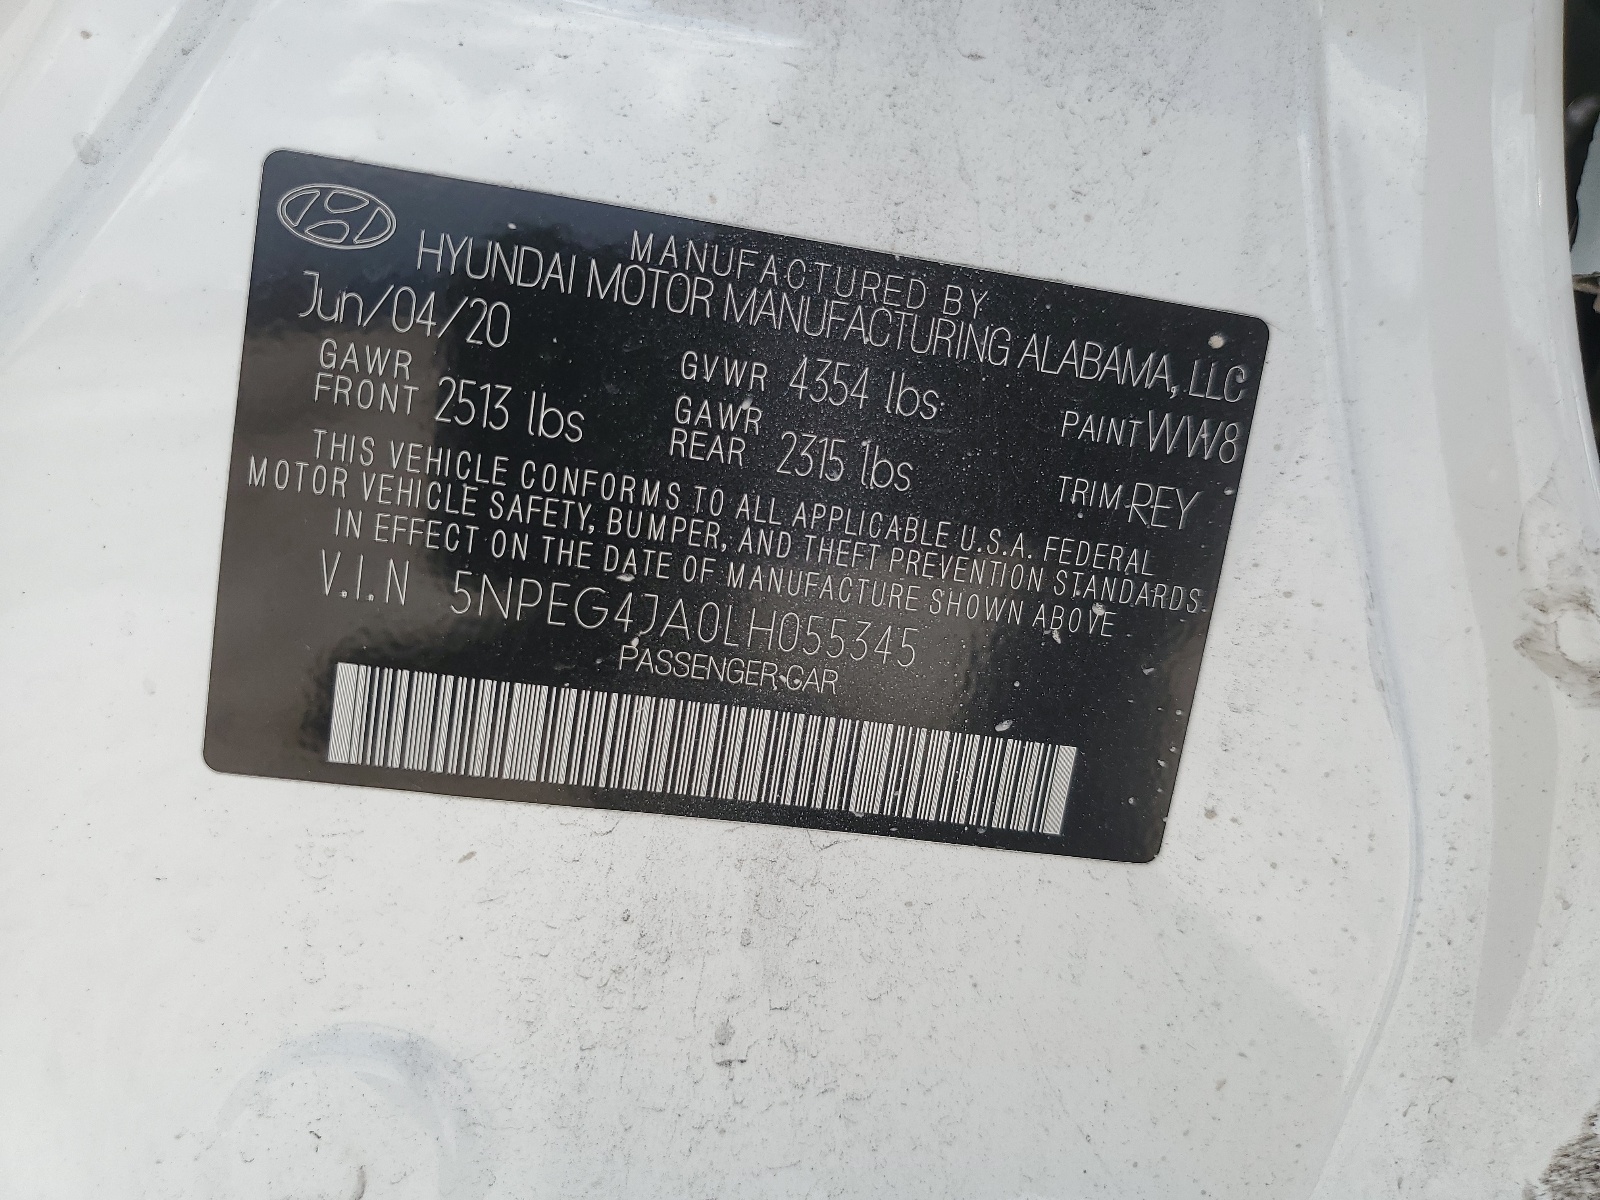 MANUFACTURED BY
HYUNDAI MOTOR MANUFACTURING ALABAMA, LLC
Jun/04/20
GAWR FRONT 2513 lbs
GVWR 4354 lbs
GAWR REAR 2315 lbs
PAINT WW8
TRIM REY
THIS VEHICLE CONFORMS TO ALL APPLICABLE U.S.A. FEDERAL
MOTOR VEHICLE SAFETY, BUMPER, AND THEFT PREVENTION STANDARDS
IN EFFECT ON THE DATE OF MANUFACTURE SHOWN ABOVE
V.I.N 5NPEG4JA0LH055345
PASSENGER CAR